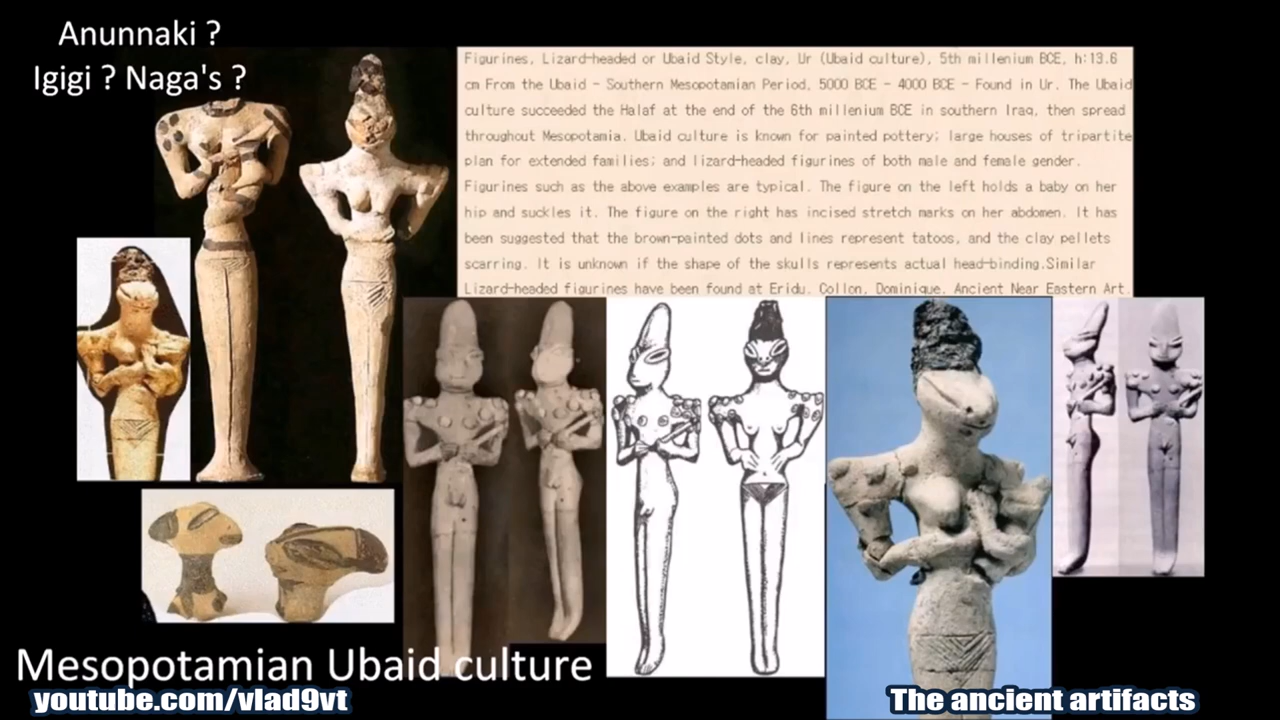 Anunnaki ?
Igigi ? Naga's ?
Figurines, Lizard-headed or Ubaid Style, clay, Ur (Ubaid culture), 5th millenium BCE, h:13.6
cm From the Ubaid - Southern Mesopotamian Period, 5000 BCE - 4000 BCE - Found in Ur. The Ubaid
culture succeeded the Halaf at the end of the 6th millenium BCE in southern Iraq, then spread
throughout Mesopotamia. Ubaid culture is known for painted pottery; large houses of tripartite
plan for extended families; and lizard-headed figurines of both male and female gender.
Figurines such as the above examples are typical. The figure on the left holds a baby on her
hip and suckles it. The figure on the right has incised stretch marks on her abdomen. It has
been suggested that the brown-painted dots and lines represent tatoos, and the clay pellets
scarring. It is unknown if the shape of the skulls represents actual head-binding.Similar
Lizard-headed figurines have been found at Eridu. Collon, Dominique. Ancient Near Eastern Art.
Mesopotamian Ubaid culture
youtube.com/vlad9vt
The ancient artifacts